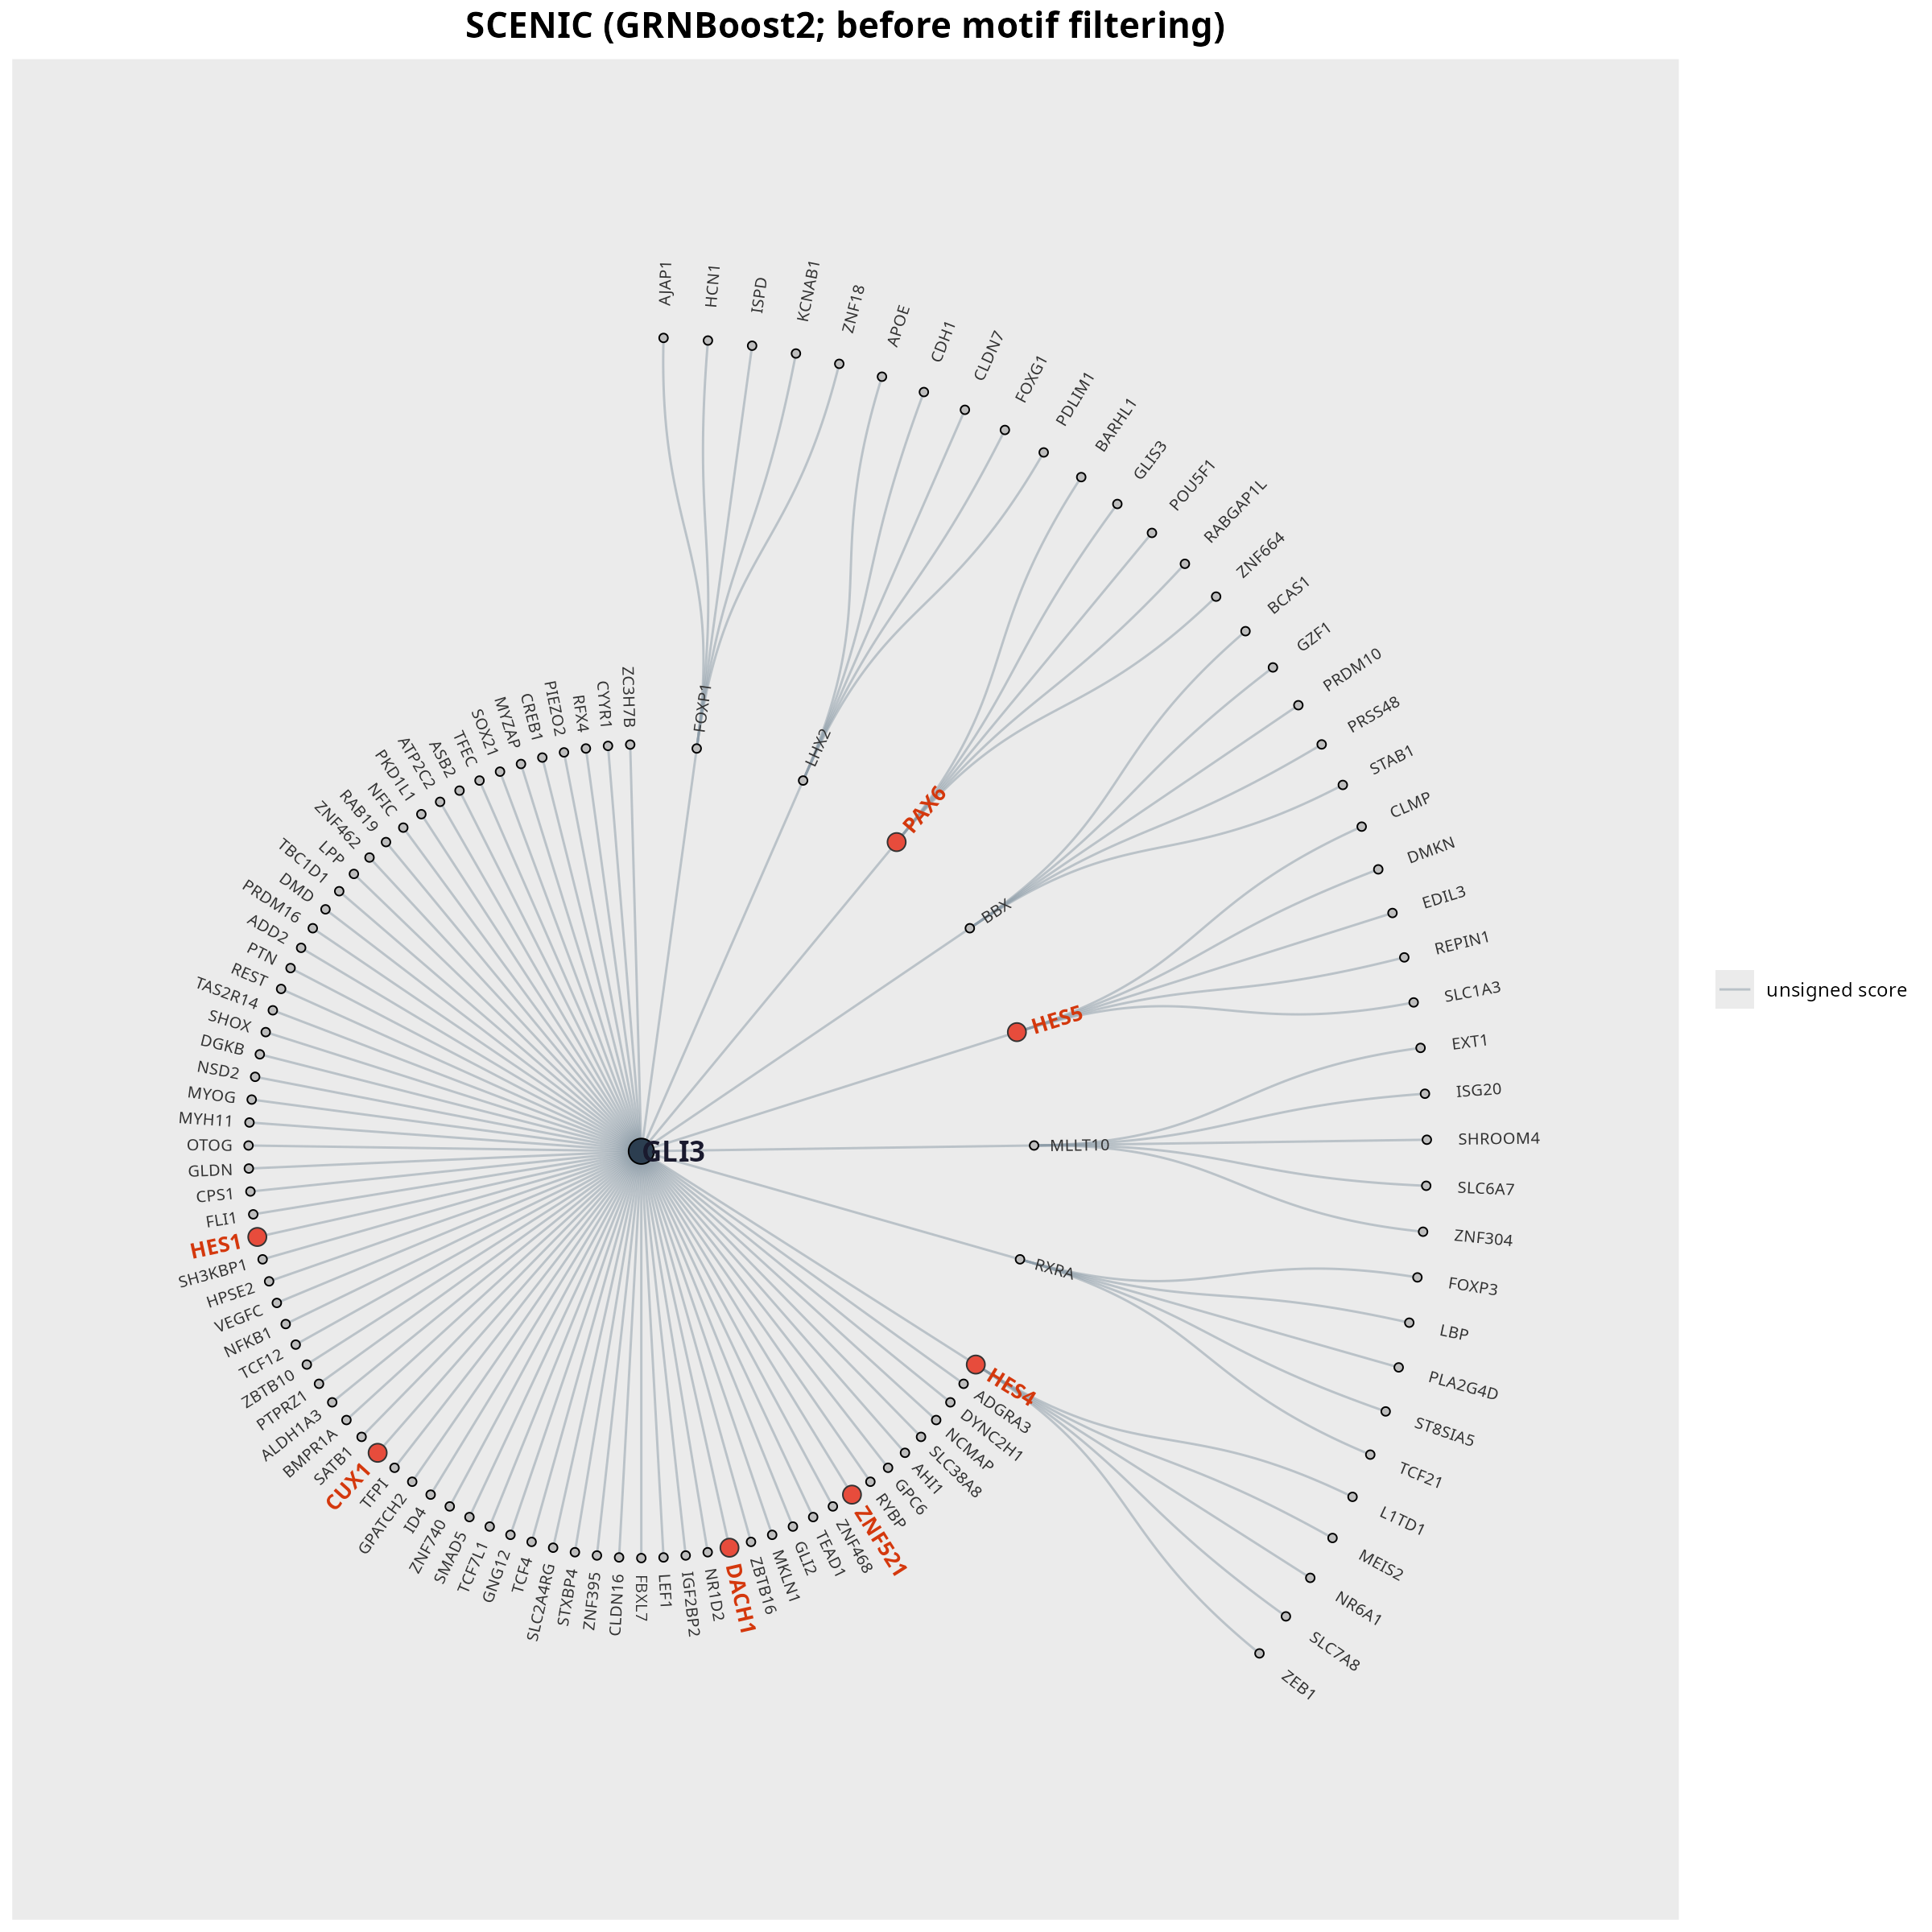 SCENIC (GRNBoost2; before motif filtering)
AJAP1
HCN1
ISPD
KCNAB1
ZNF18
APOE
CDH1
CLDN7
FOXG1
PDLIM1
BARHL1
GLIS3
POU5F1
RABGAP1L
ZNF664
BCAS1
GZF1
PRDM10
PRSS48
STAB1
CLMP
DMKN
EDIL3
REPIN1
SLC1A3
EXT1
ISG20
SHROOM4
SLC6A7
ZNF304
FOXP3
LBP
PLA2G4D
ST8SIA5
TCF21
L1TD1
MEIS2
NR6A1
SLC7A8
ZEB1
FOXP1
LHX2
PAX6
BBX
HES5
MLLT10
RXRA
HES4
ADGRA3
DYNC2H1
NCMAP
SLC38A8
AHI1
GPC6
RYBP
ZNF521
ZNF468
TEAD1
GLI2
MKLN1
ZBTB16
DACH1
NR1D2
IGF2BP2
LEF1
FBXL7
CLDN16
ZNF395
STXBP4
SLC2A4RG
TCF4
GNG12
TCF7L1
SMAD5
ZNF740
ID4
GPATCH2
TFPI
CUX1
SATB1
BMPR1A
ALDH1A3
PTPRZ1
ZBTB10
TCF12
NFKB1
VEGFC
HPSE2
SH3KBP1
HES1
FLI1
CPS1
GLDN
OTOG
MYH11
MYOG
NSD2
DGKB
SHOX
TAS2R14
REST
PTN
ADD2
PRDM16
DMD
TBC1D1
LPP
ZNF462
RAB19
NFIC
PKD1L1
ATP2C2
ASB2
TFEC
SOX21
MYZAP
CREB1
PIEZO2
RFX4
CYYR1
ZC3H7B
GLI3
unsigned score